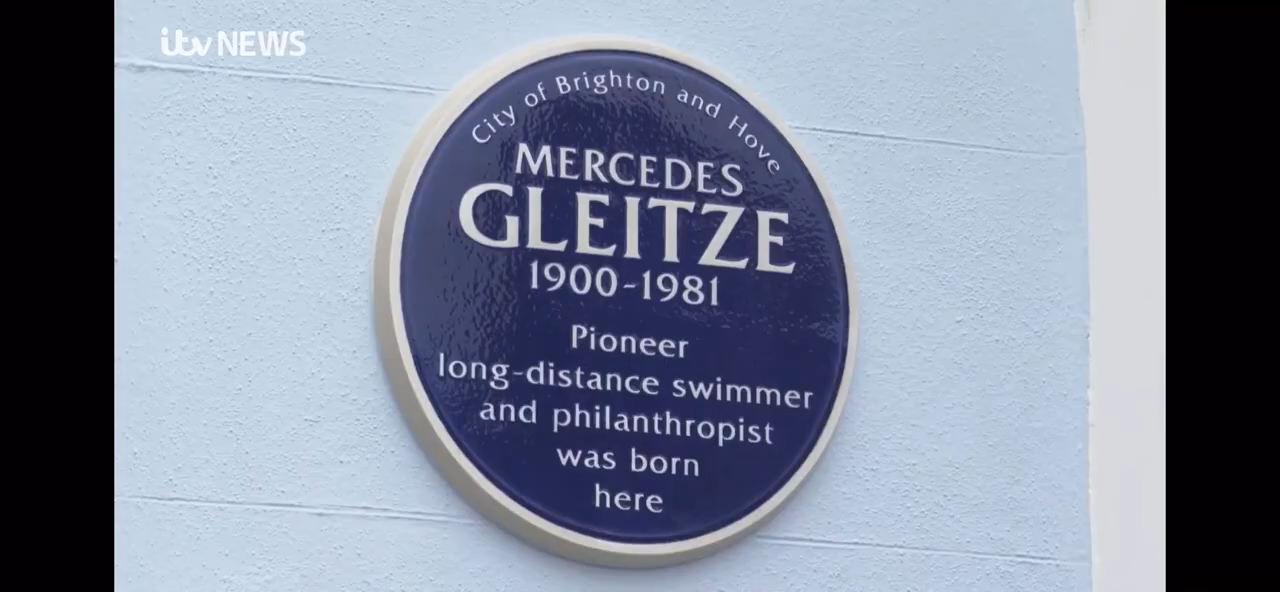 itv NEWS
City of Brighton and Hove
MERCEDES
GLEITZE
1900-1981
Pioneer
long-distance swimmer
and philanthropist
was born
here